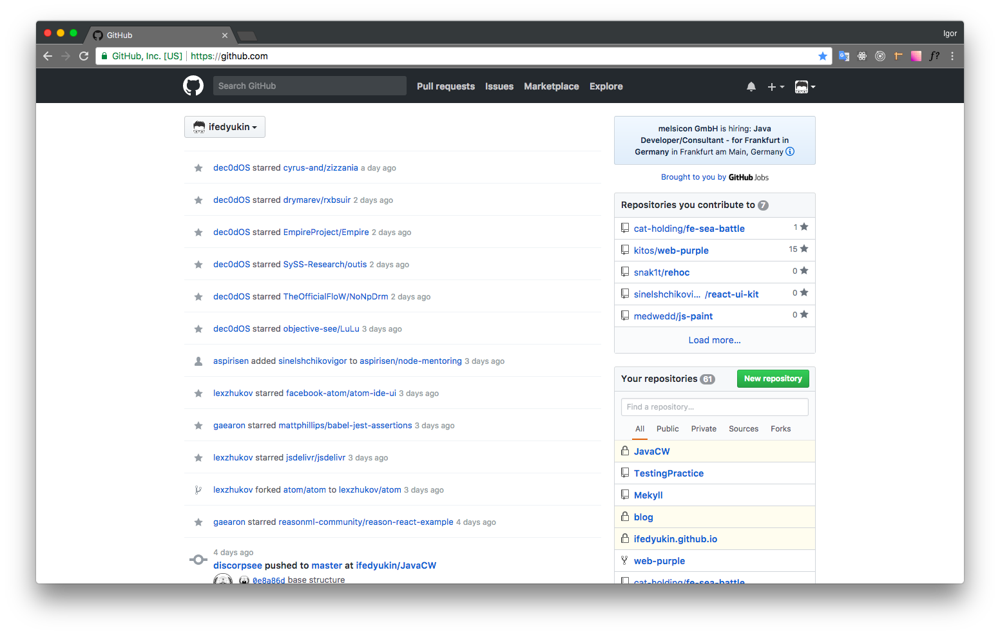 GitHub
Igor
GitHub, Inc. [US] https://github.com
f?
Search GitHub
Pull requests Issues Marketplace Explore
ifedyukin
dec0dOS starred cyrus-and/zizzania a day ago
dec0dOS starred drymarev/rxbsuir 2 days ago
dec0dOS starred EmpireProject/Empire 2 days ago
dec0dOS starred SySS-Research/outis 2 days ago
dec0dOS starred TheOfficialFloW/NoNpDrm 2 days ago
dec0dOS starred objective-see/LuLu 3 days ago
aspirisen added sinelshchikovigor to aspirisen/node-mentoring 3 days ago
lexzhukov starred facebook-atom/atom-ide-ui 3 days ago
gaearon starred mattphillips/babel-jest-assertions 3 days ago
lexzhukov starred jsdelivr/jsdelivr 3 days ago
lexzhukov forked atom/atom to lexzhukov/atom 3 days ago
gaearon starred reasonml-community/reason-react-example 4 days ago
4 days ago
discorpsee pushed to master at ifedyukin/JavaCW
0e8a86d base structure
melsicon GmbH is hiring: Java
Developer/Consultant - for Frankfurt in
Germany in Frankfurt am Main, Germany
Brought to you by GitHub Jobs
Repositories you contribute to 7
cat-holding/fe-sea-battle 1
kitos/web-purple 15
snak1t/rehoc 0
sinelshchikovi... /react-ui-kit 0
medwedd/js-paint 0
Load more...
Your repositories 61 New repository
Find a repository...
All Public Private Sources Forks
JavaCW
TestingPractice
Mekyll
blog
ifedyukin.github.io
web-purple
cat-holding/fe-sea-battle